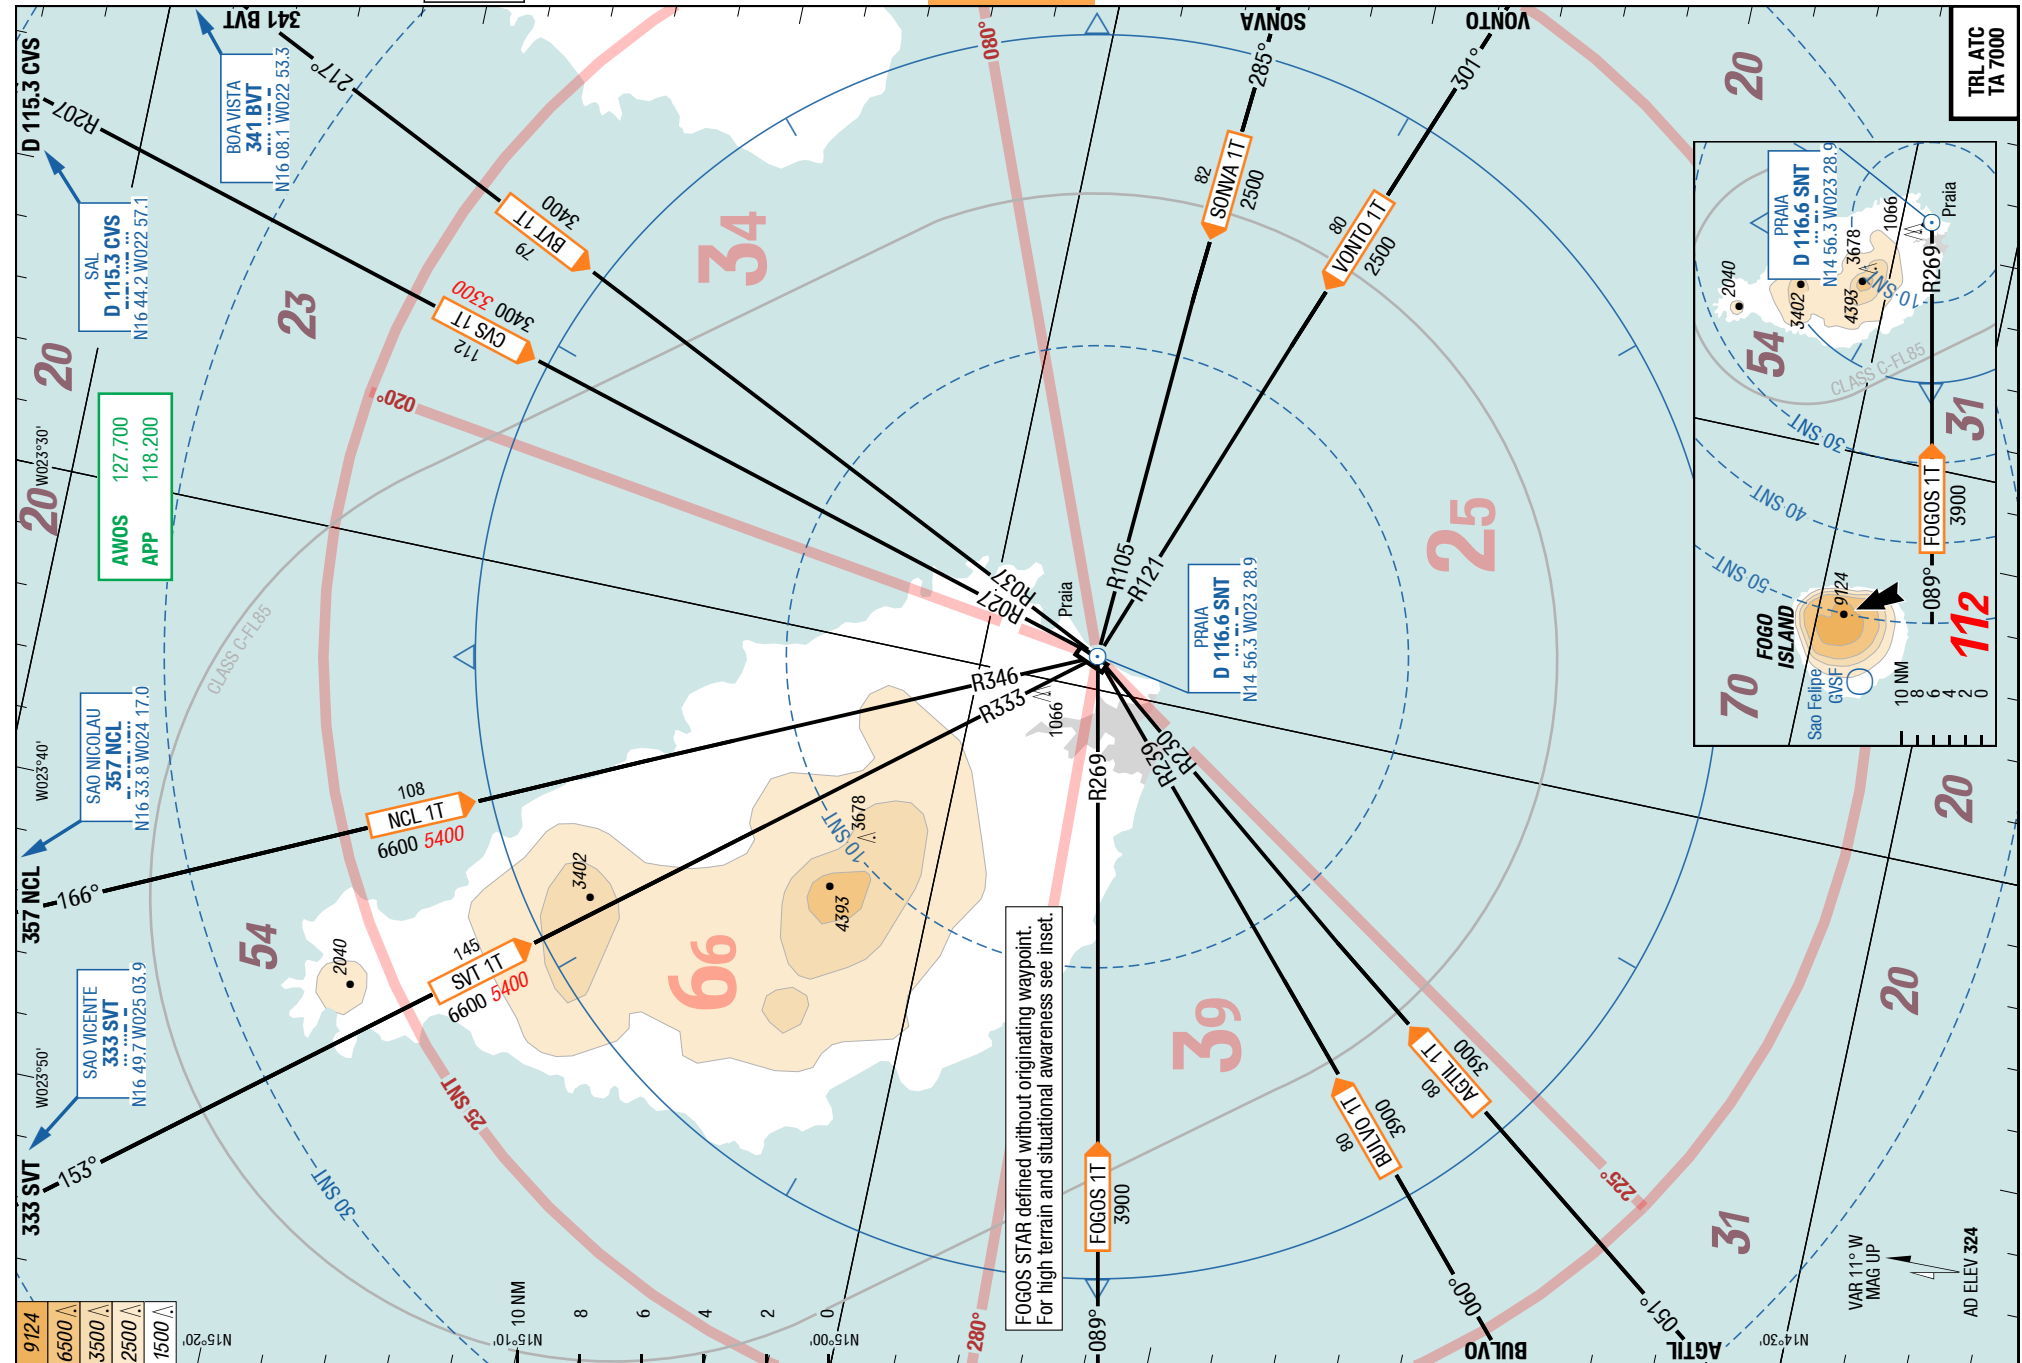 D 115.3 CVS
R207
341 BVT
217°
BOA VISTA
341 BVT
N16 08.1 W022 53.3
SAL
D 115.3 CVS
N16 44.2 W022 57.1
SAO NICOLAU
357 NCL
N16 33.8 W024 17.0
SAO VICENTE
333 SVT
N16 49.7 W025 03.9
357 NCL
166°
333 SVT
153°
AWOS 127.700
APP 118.200
TRL ATC
TA 7000
SONVA
285°
VONTO
301°
080°
020°
280°
225°
25 SNT
30 SNT
10 SNT
CLASS C-FL85
20
23
20
20
54
34
25
66
39
31
20
20
BVT 1T
79
3400
CVS 1T
112
3400 3300
NCL 1T
108
6600 5400
SVT 1T
145
6600 5400
SONVA 1T
82
2500
VONTO 1T
80
2500
FOGOS 1T
3900
BULVO 1T
80
3900
AGTIL 1T
80
3900
R037
R027
R346
R333
R105
R121
R269
R239
R230
Praia
PRAIA
D 116.6 SNT
N14 56.3 W023 28.9
1066
3678
4393
3402
2040
FOGOS STAR defined without originating waypoint.
For high terrain and situational awareness see inset.
089°
060°
BULVO
051°
AGTIL
W023°30'
W023°40'
W023°50'
N15°20'
N15°10'
N15°00'
N14°30'
10 NM
8
6
4
2
0
9124
6500
3500
2500
1500
VAR 11° W
MAG UP
AD ELEV 324
20
PRAIA
D 116.6 SNT
N14 56.3 W023 28.9
2040
3402
4393
3678
1066
Praia
10 SNT
R269
54
CLASS C-FL85
31
30 SNT
40 SNT
50 SNT
FOGOS 1T
3900
089°
9124
FOGO
ISLAND
112
70
Sao Felipe
GVSF
10 NM
8
6
4
2
0